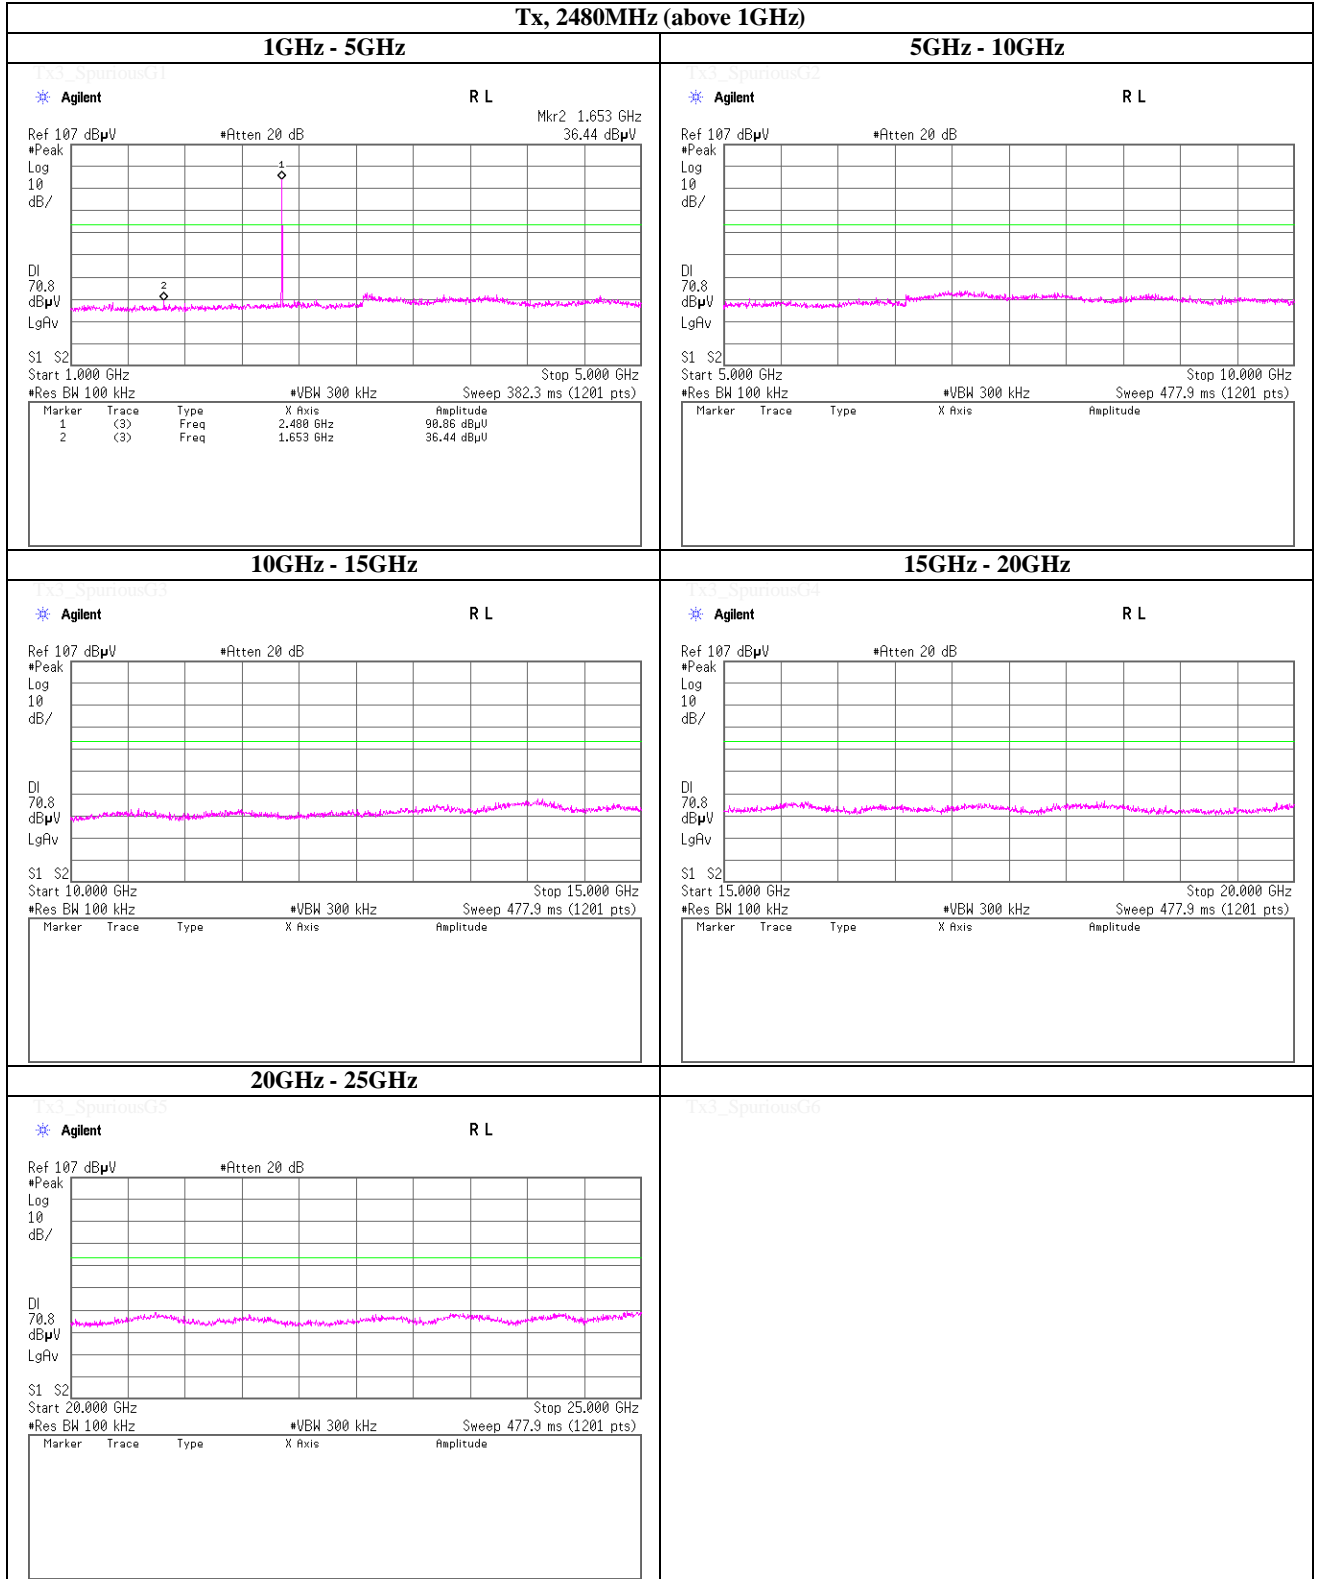 Tx, 2480MHz (above 1GHz)
1GHz - 5GHz
Tx3_SpuriousG1
Agilent
R L
Mkr2 1.653 GHz
Ref 107 dBµV #Atten 20 dB 36.44 dBµV
#Peak
Log
10
dB/
1
2
DI
70.8
dBµV
LgAv
S1 S2
Start 1.000 GHz Stop 5.000 GHz
#Res BW 100 kHz #VBW 300 kHz Sweep 382.3 ms (1201 pts)
Marker Trace Type X Axis Amplitude
1 (3) Freq 2.480 GHz 90.86 dBµV
2 (3) Freq 1.653 GHz 36.44 dBµV
5GHz - 10GHz
Tx3_SpuriousG2
Agilent
R L
Ref 107 dBµV #Atten 20 dB
#Peak
Log
10
dB/
DI
70.8
dBµV
LgAv
S1 S2
Start 5.000 GHz Stop 10.000 GHz
#Res BW 100 kHz #VBW 300 kHz Sweep 477.9 ms (1201 pts)
Marker Trace Type X Axis Amplitude
10GHz - 15GHz
Tx3_SpuriousG3
Agilent
R L
Ref 107 dBµV #Atten 20 dB
#Peak
Log
10
dB/
DI
70.8
dBµV
LgAv
S1 S2
Start 10.000 GHz Stop 15.000 GHz
#Res BW 100 kHz #VBW 300 kHz Sweep 477.9 ms (1201 pts)
Marker Trace Type X Axis Amplitude
15GHz - 20GHz
Tx3_SpuriousG4
Agilent
R L
Ref 107 dBµV #Atten 20 dB
#Peak
Log
10
dB/
DI
70.8
dBµV
LgAv
S1 S2
Start 15.000 GHz Stop 20.000 GHz
#Res BW 100 kHz #VBW 300 kHz Sweep 477.9 ms (1201 pts)
Marker Trace Type X Axis Amplitude
20GHz - 25GHz
Tx3_SpuriousG5
Agilent
R L
Ref 107 dBµV #Atten 20 dB
#Peak
Log
10
dB/
DI
70.8
dBµV
LgAv
S1 S2
Start 20.000 GHz Stop 25.000 GHz
#Res BW 100 kHz #VBW 300 kHz Sweep 477.9 ms (1201 pts)
Marker Trace Type X Axis Amplitude
Tx3_SpuriousG6